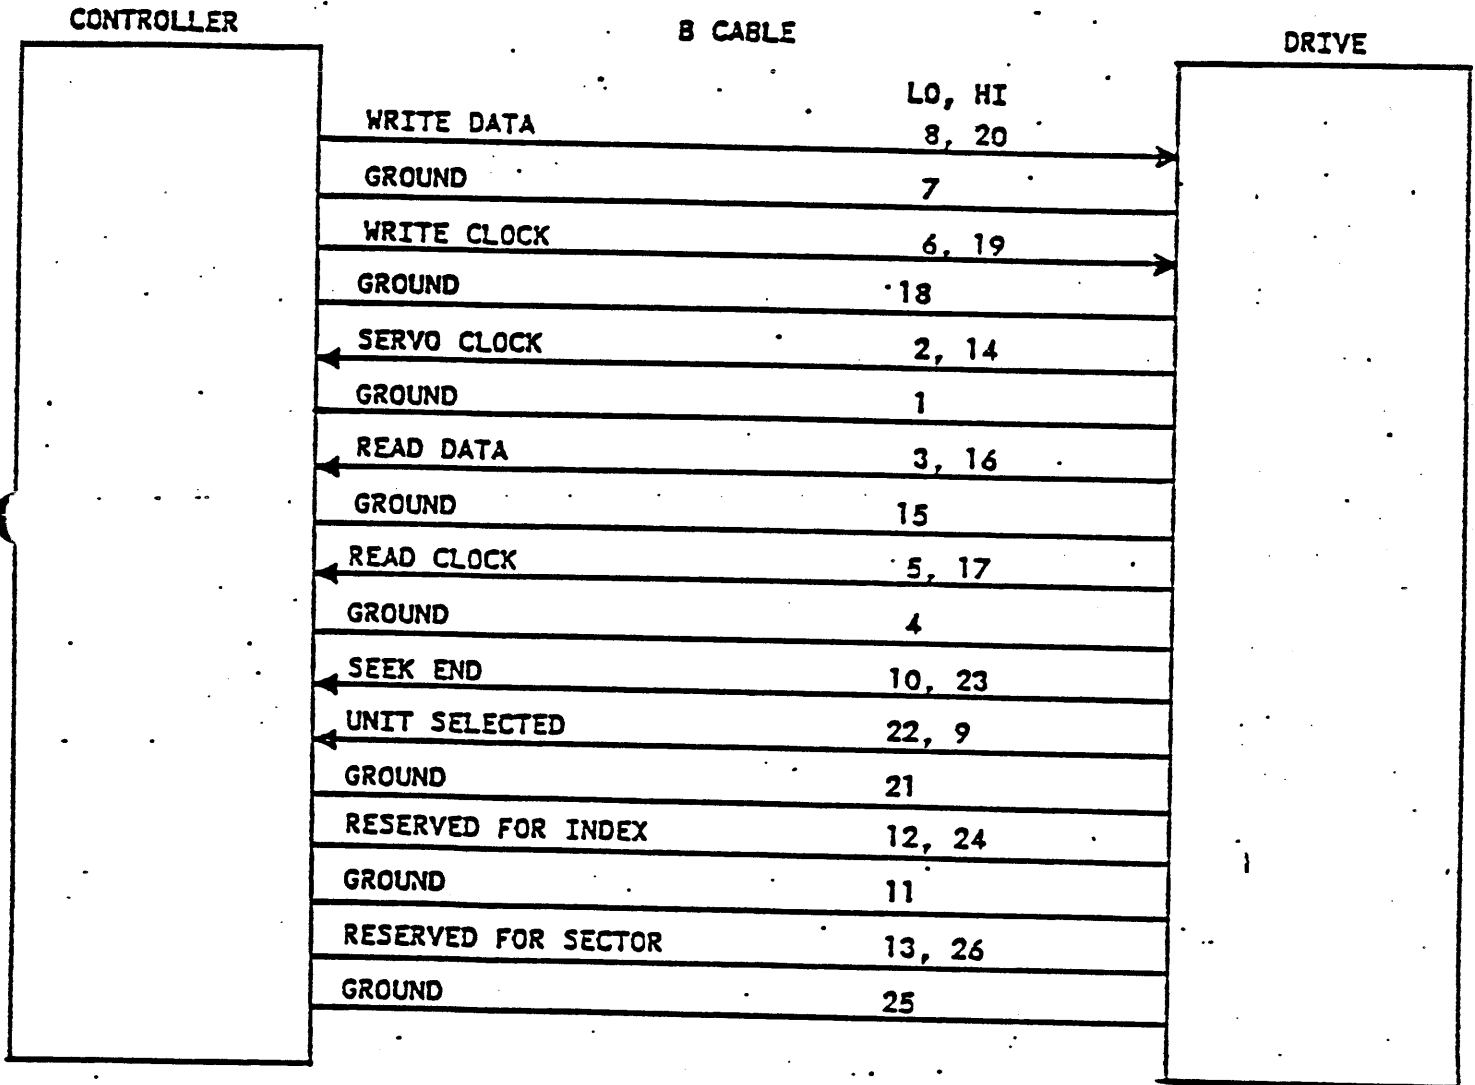 CONTROLLER
B CABLE
DRIVE
LO, HI
WRITE DATA 8, 20
GROUND 7
WRITE CLOCK 6, 19
GROUND 18
SERVO CLOCK 2, 14
GROUND 1
READ DATA 3, 16
GROUND 15
READ CLOCK 5, 17
GROUND 4
SEEK END 10, 23
UNIT SELECTED 22, 9
GROUND 21
RESERVED FOR INDEX 12, 24
GROUND 11
RESERVED FOR SECTOR 13, 26
GROUND 25